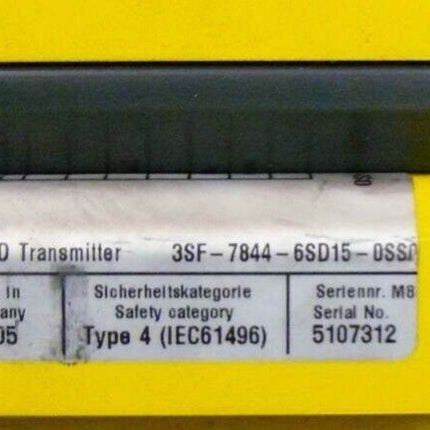 D Transmitter 3SF-7844-6SD15-0SS
in Sicherheitskategorie Seriennr. M8
any Safety category Serial No.
05 Type 4 (IEC61496) 5107312